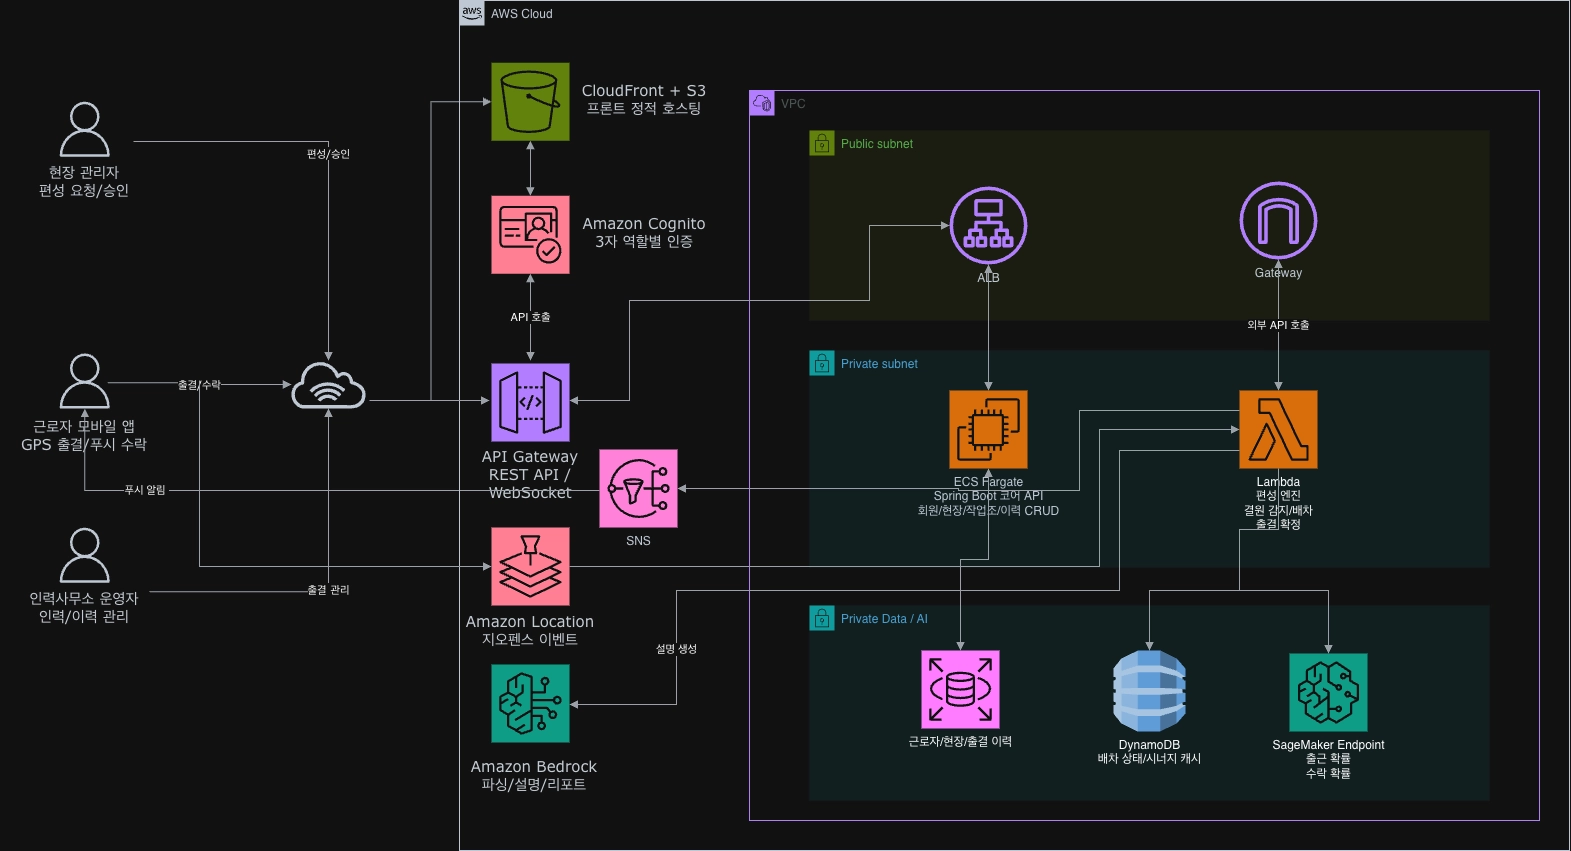 aws
AWS Cloud
CloudFront + S3
프론트 정적 호스팅
VPC
Public subnet
현장 관리자
편성 요청/승인
편성/승인
Amazon Cognito
3자 역할별 인증
ALB
Gateway
API 호출
외부 API 호출
Private subnet
출결/수락
근로자 모바일 앱
GPS 출결/푸시 수락
API Gateway
REST API /
WebSocket
푸시 알림
SNS
ECS Fargate
Spring Boot 코어 API
회원/현장/작업조/이력 CRUD
Lambda
편성 엔진
결원 감지/배차
출결 확정
인력사무소 운영자
인력/이력 관리
출결 관리
Amazon Location
지오펜스 이벤트
설명 생성
Private Data / AI
Amazon Bedrock
파싱/설명/리포트
근로자/현장/출결 이력
DynamoDB
배차 상태/시너지 캐시
SageMaker Endpoint
출근 확률
수락 확률